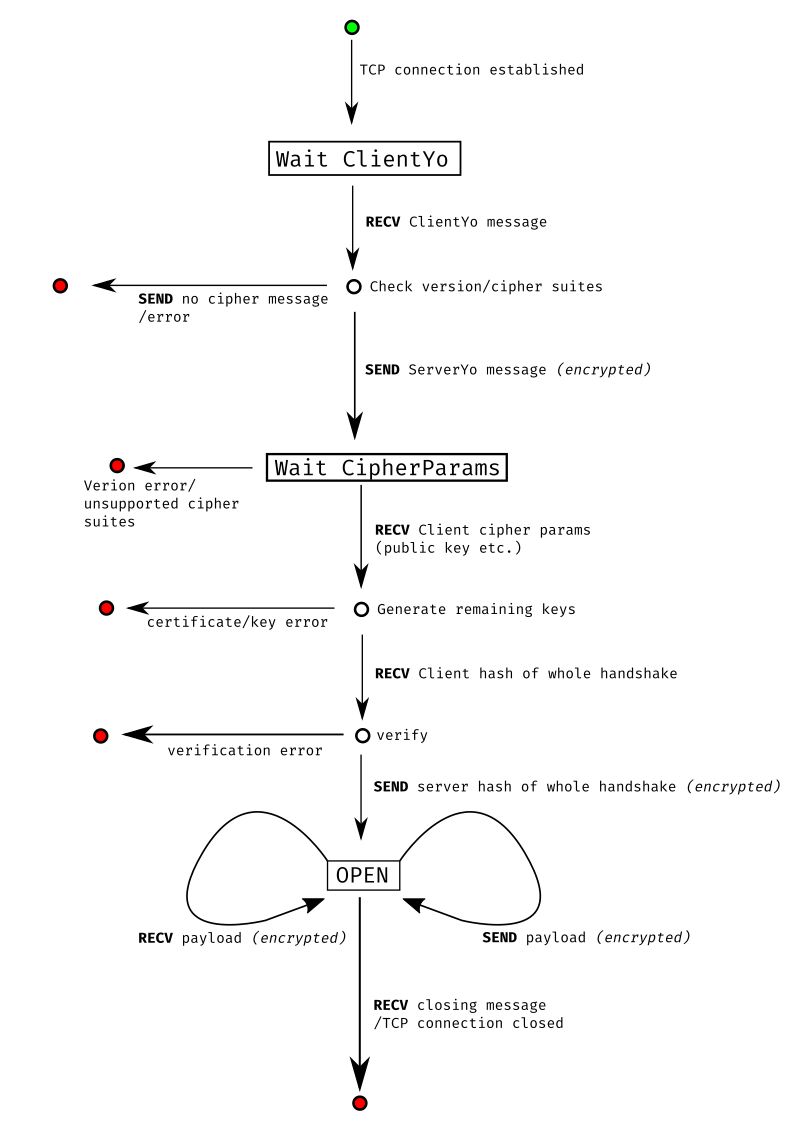 TCP connection established
Wait ClientYo
RECV ClientYo message
Check version/cipher suites
SEND no cipher message
/error
SEND ServerYo message (encrypted)
Wait CipherParams
Verion error/
unsupported cipher
suites
RECV Client cipher params
(public key etc.)
Generate remaining keys
certificate/key error
RECV Client hash of whole handshake
verify
verification error
SEND server hash of whole handshake (encrypted)
OPEN
RECV payload (encrypted)
SEND payload (encrypted)
RECV closing message
/TCP connection closed